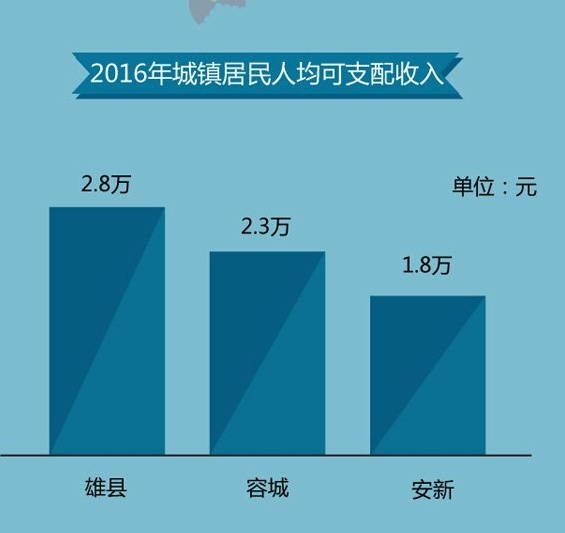 2016年城镇居民人均可支配收入
单位：元
2.8万
2.3万
1.8万
雄县
容城
安新